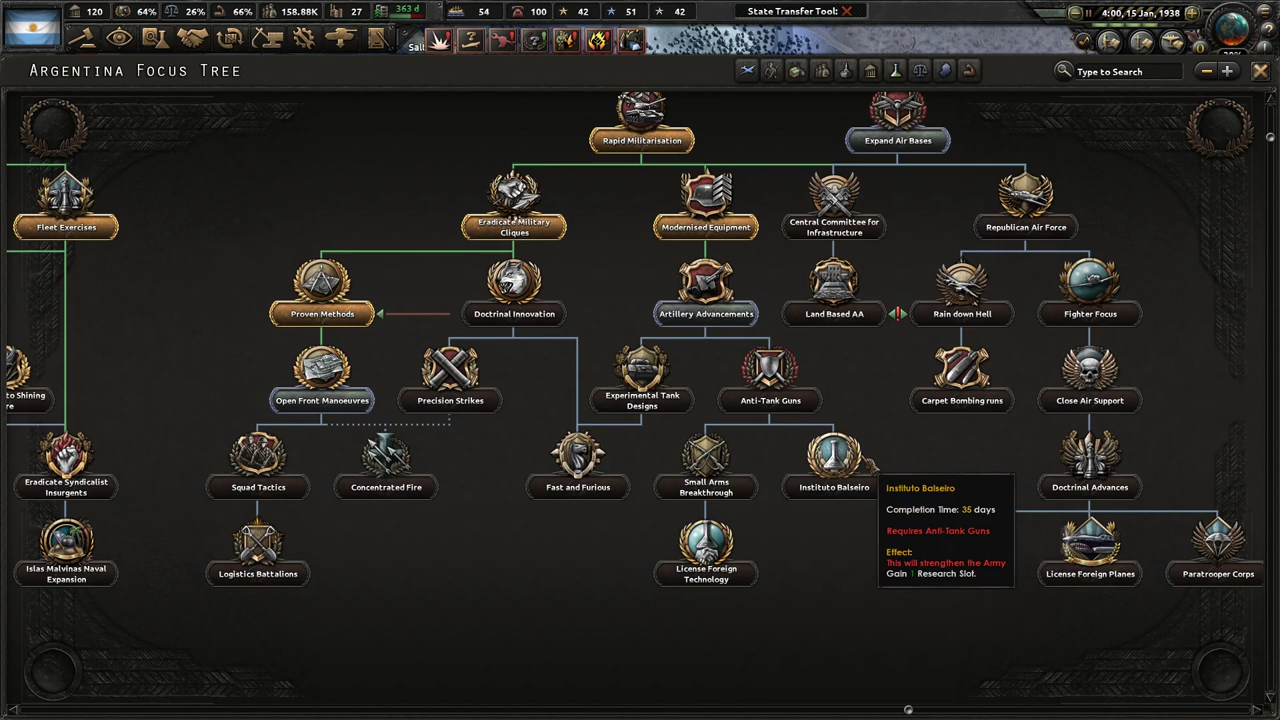 120
64%
26%
66%
158.88K
27
363 d
54
100
42
51
42
State Transfer Tool:
4:00, 15 Jan, 1938
Salt
0
ARGENTINA FOCUS TREE
Type to Search
Rapid Militarisation
Expand Air Bases
Fleet Exercises
Eradicate Military
Cliques
Modernised Equipment
Central Committee for
Infrastructure
Republican Air Force
Proven Methods
Doctrinal Innovation
Artillery Advancements
Land Based AA
Rain down Hell
Fighter Focus
to Shining
re
Open Front Manoeuvres
Precision Strikes
Experimental Tank
Designs
Anti-Tank Guns
Carpet Bombing runs
Close Air Support
Eradicate Syndicalist
Insurgents
Squad Tactics
Concentrated Fire
Fast and Furious
Small Arms
Breakthrough
Instituto Balseiro
Doctrinal Advances
Instituto Balseiro
Completion Time: 35 days
Requires Anti-Tank Guns
Effect:
This will strengthen the Army
Gain 1 Research Slot.
Islas Malvinas Naval
Expansion
Logistics Battalions
License Foreign
Technology
License Foreign Planes
Paratrooper Corps